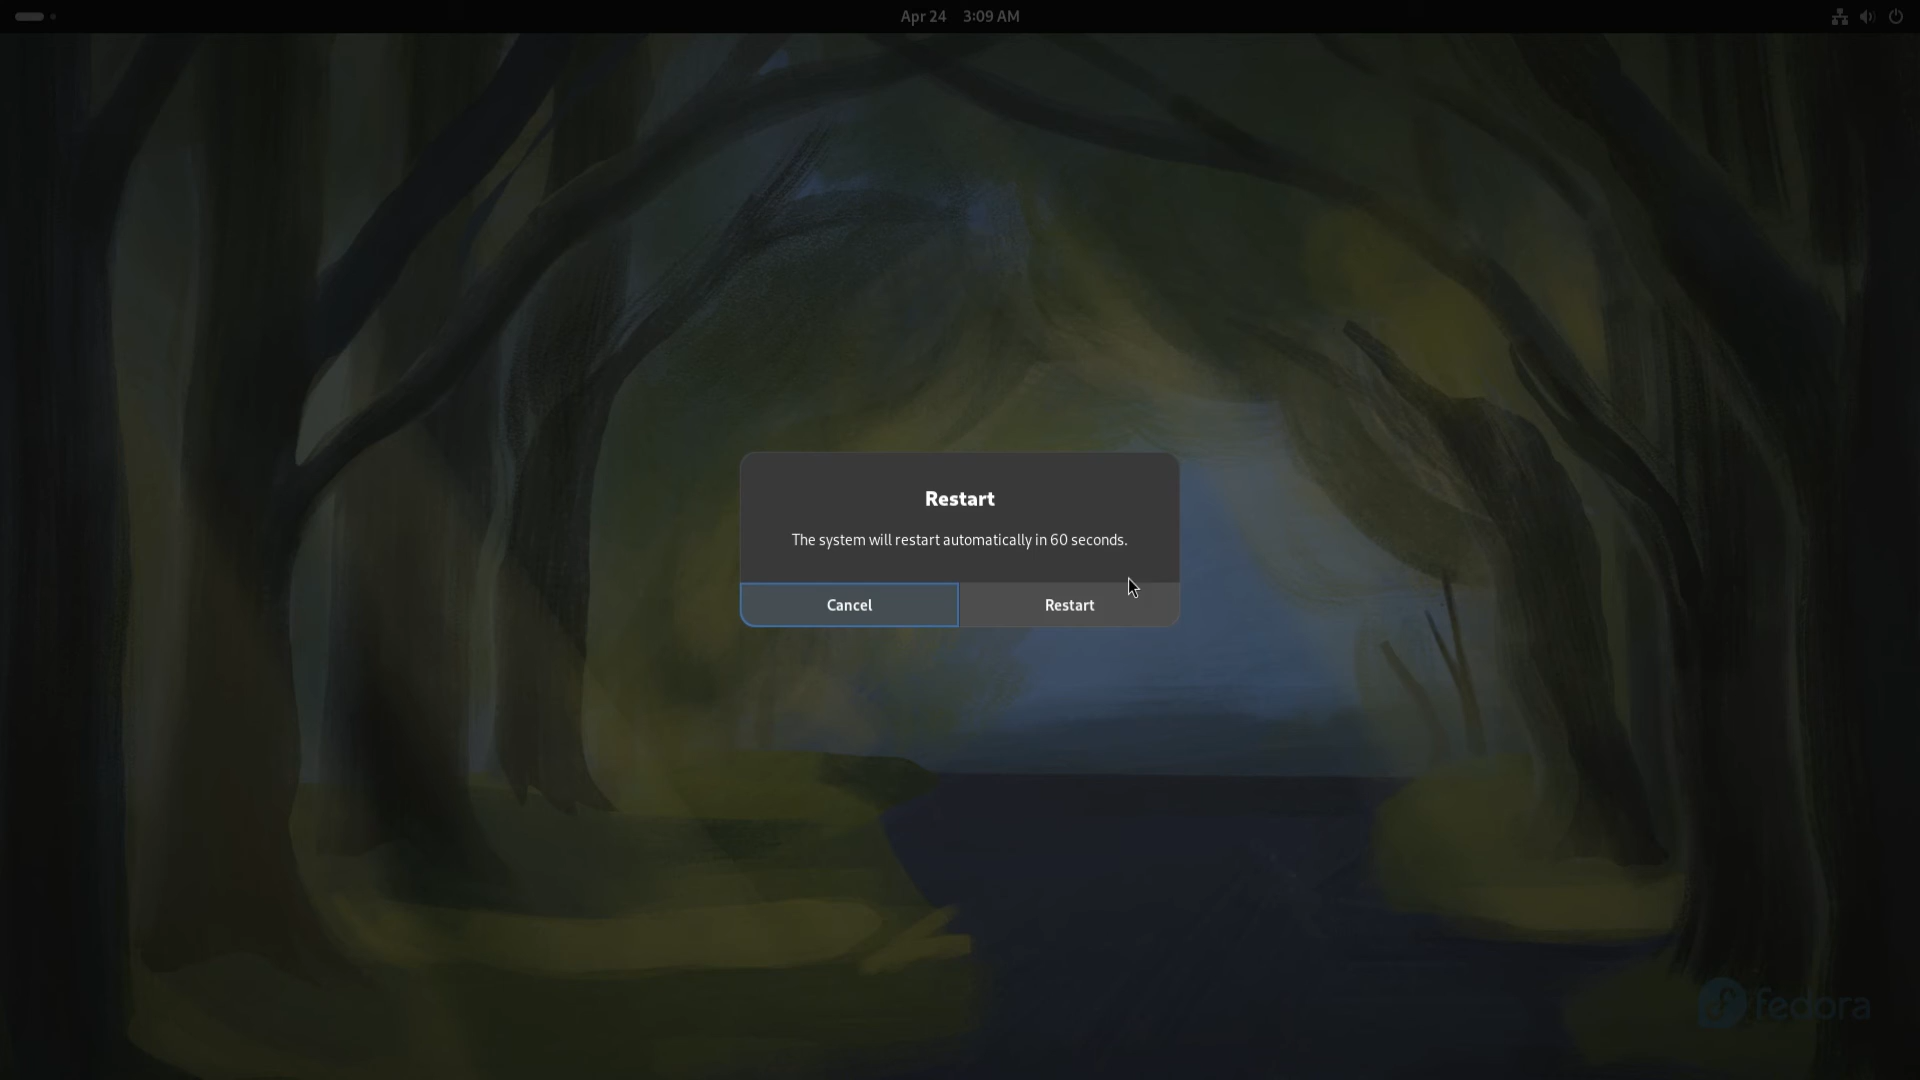 Apr 24 3:09 AM
Restart
The system will restart automatically in 60 seconds.
Cancel Restart
fedora